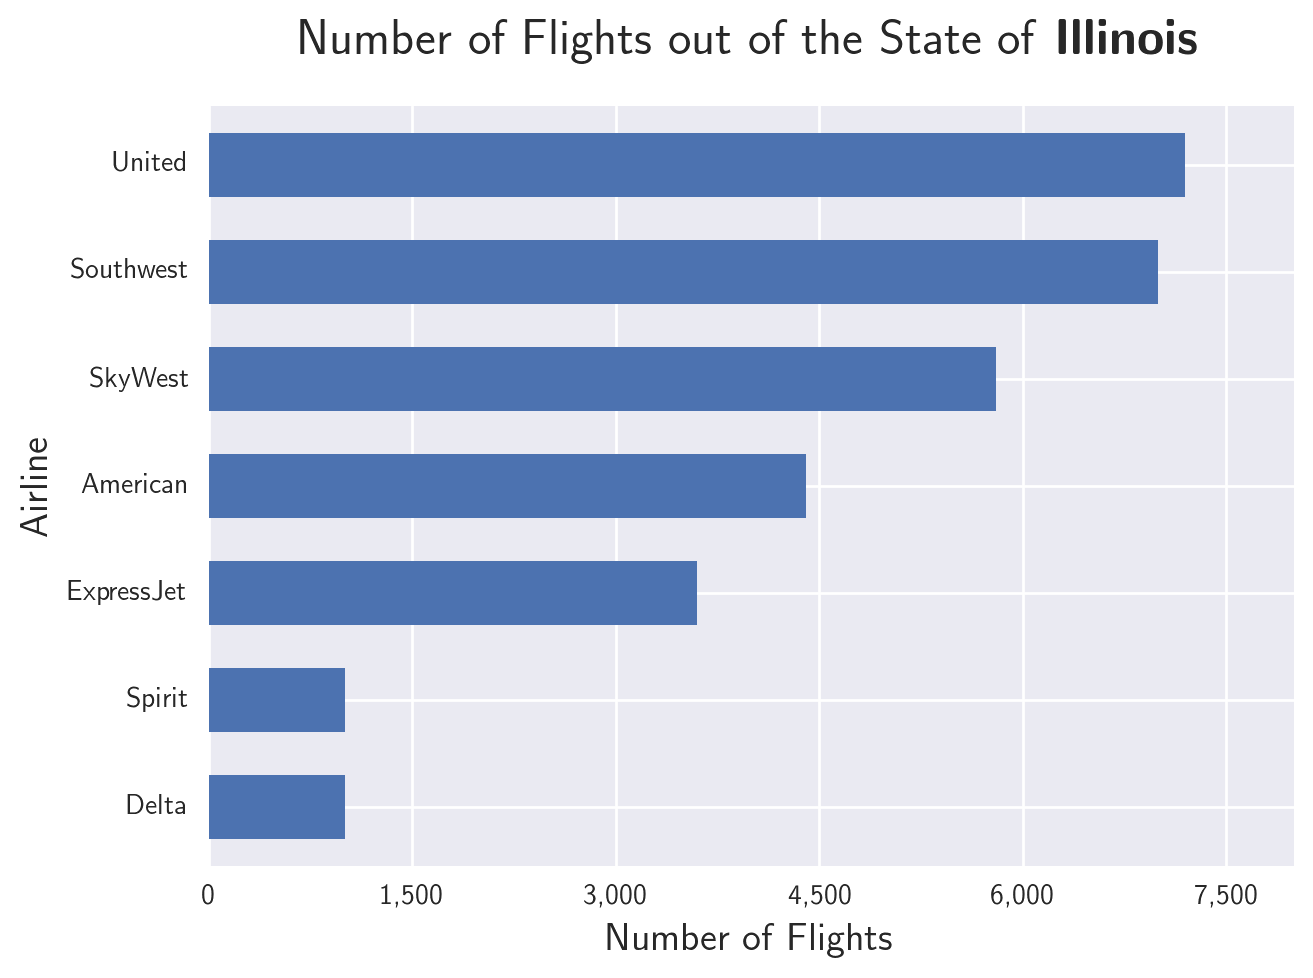 Number of Flights out of the State of Illinois
United
Southwest
SkyWest
American
ExpressJet
Spirit
Delta
Airline
0 1,500 3,000 4,500 6,000 7,500
Number of Flights